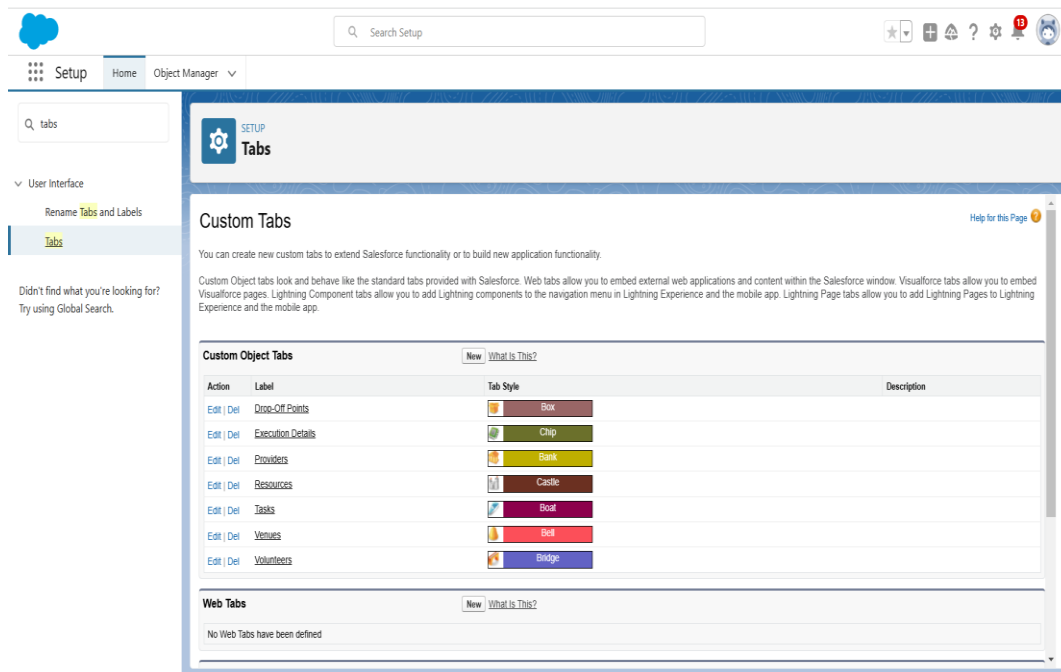 Search Setup
13
Setup
Home
Object Manager
tabs
SETUP
Tabs
User Interface
Rename Tabs and Labels
Tabs
Didn't find what you're looking for?
Try using Global Search.
Custom Tabs
Help for this Page
You can create new custom tabs to extend Salesforce functionality or to build new application functionality.
Custom Object tabs look and behave like the standard tabs provided with Salesforce. Web tabs allow you to embed external web applications and content within the Salesforce window. Visualforce tabs allow you to embed
Visualforce pages. Lightning Component tabs allow you to add Lightning components to the navigation menu in Lightning Experience and the mobile app. Lightning Page tabs allow you to add Lightning Pages to Lightning
Experience and the mobile app.
Custom Object Tabs New What Is This?
Action Label Tab Style Description
Edit | Del Drop-Off Points Box
Edit | Del Execution Details Chip
Edit | Del Providers Bank
Edit | Del Resources Castle
Edit | Del Tasks Boat
Edit | Del Venues Bell
Edit | Del Volunteers Bridge
Web Tabs New What Is This?
No Web Tabs have been defined